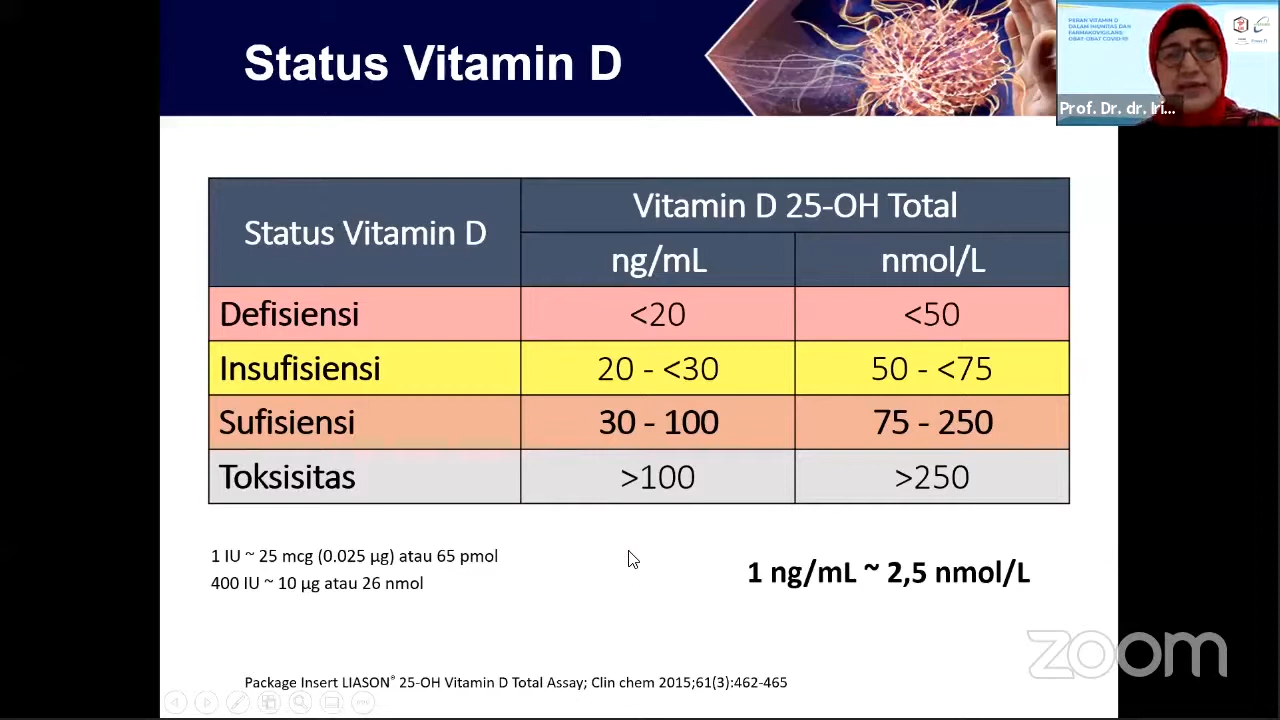 Status Vitamin D
PERAN VITAMIN D
DALAM IMUNITAS DAN
FARMAKOVIGILANS
OBAT-OBAT COVID-19
Prof. Dr. dr. Iri...
Status Vitamin D
Vitamin D 25-OH Total
ng/mL nmol/L
Defisiensi <20 <50
Insufisiensi 20 - <30 50 - <75
Sufisiensi 30 - 100 75 - 250
Toksisitas >100 >250
1 IU ~ 25 mcg (0.025 µg) atau 65 pmol
400 IU ~ 10 µg atau 26 nmol
1 ng/mL ~ 2,5 nmol/L
zoom
Package Insert LIASON® 25-OH Vitamin D Total Assay; Clin chem 2015;61(3):462-465